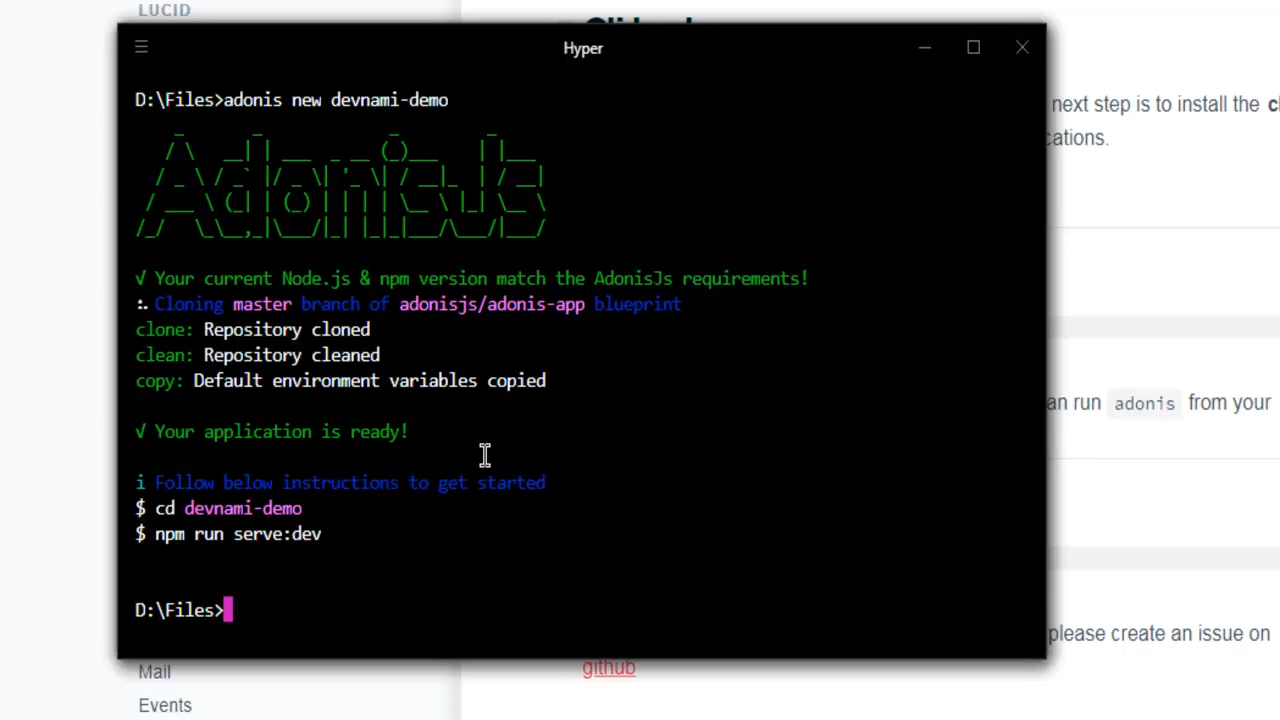 LUCID
Hyper
D:\Files>adonis new devnami-demo
AdonisJs
√ Your current Node.js & npm version match the AdonisJs requirements!
:. Cloning master branch of adonisjs/adonis-app blueprint
clone: Repository cloned
clean: Repository cleaned
copy: Default environment variables copied
√ Your application is ready!
i Follow below instructions to get started
$ cd devnami-demo
$ npm run serve:dev
D:\Files>
next step is to install the
cations.
an run adonis from your
please create an issue on
github
Mail
Events